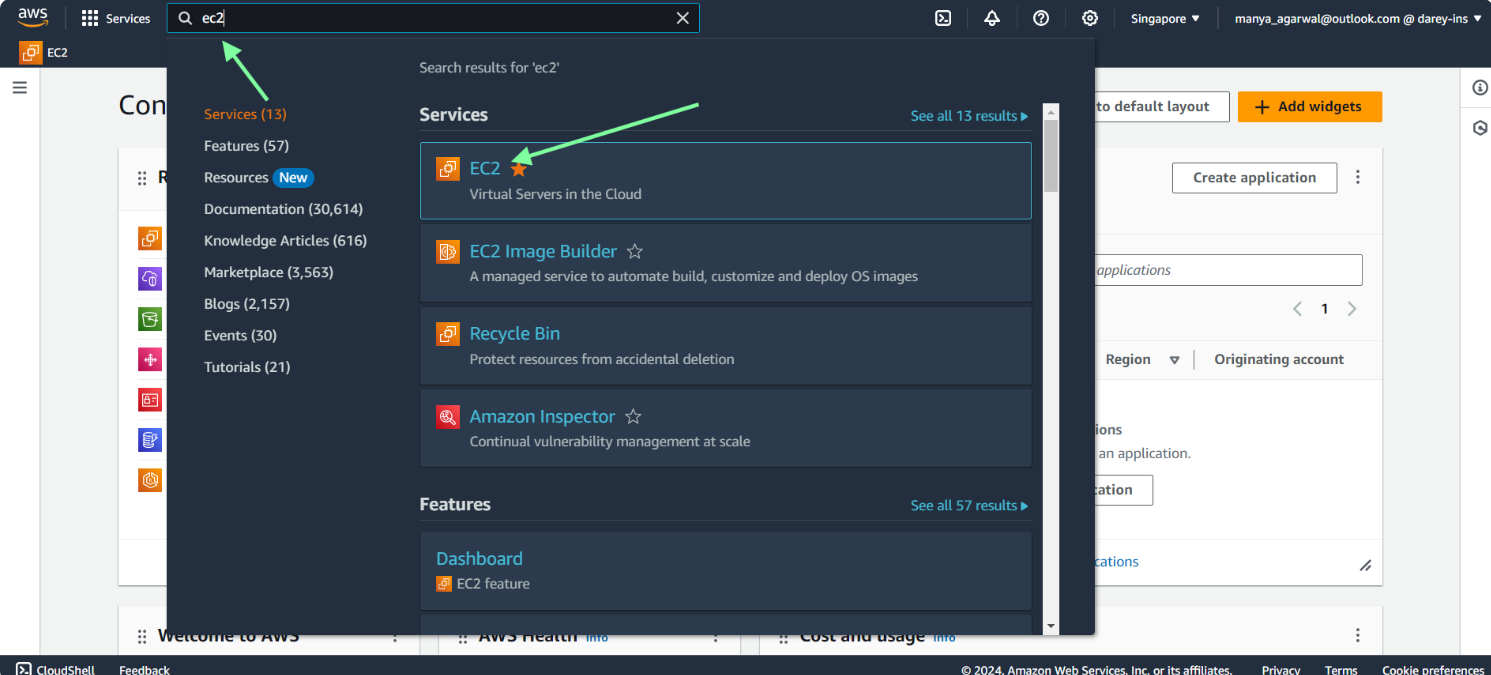 aws
Services
ec2
Singapore
manya_agarwal@outlook.com @ darey-ins
EC2
Search results for 'ec2'
Services (13)
Features (57)
Resources New
Documentation (30,614)
Knowledge Articles (616)
Marketplace (3,563)
Blogs (2,157)
Events (30)
Tutorials (21)
Services
See all 13 results
EC2
Virtual Servers in the Cloud
EC2 Image Builder
A managed service to automate build, customize and deploy OS images
Recycle Bin
Protect resources from accidental deletion
Amazon Inspector
Continual vulnerability management at scale
Features
See all 57 results
Dashboard
EC2 feature
Con
R
to default layout
Add widgets
Create application
applications
1
Region
Originating account
ions
an application.
cation
cations
Welcome to AWS
AWS Health Info
Cost and usage Info
CloudShell
Feedback
© 2024, Amazon Web Services, Inc. or its affiliates.
Privacy
Terms
Cookie preferences